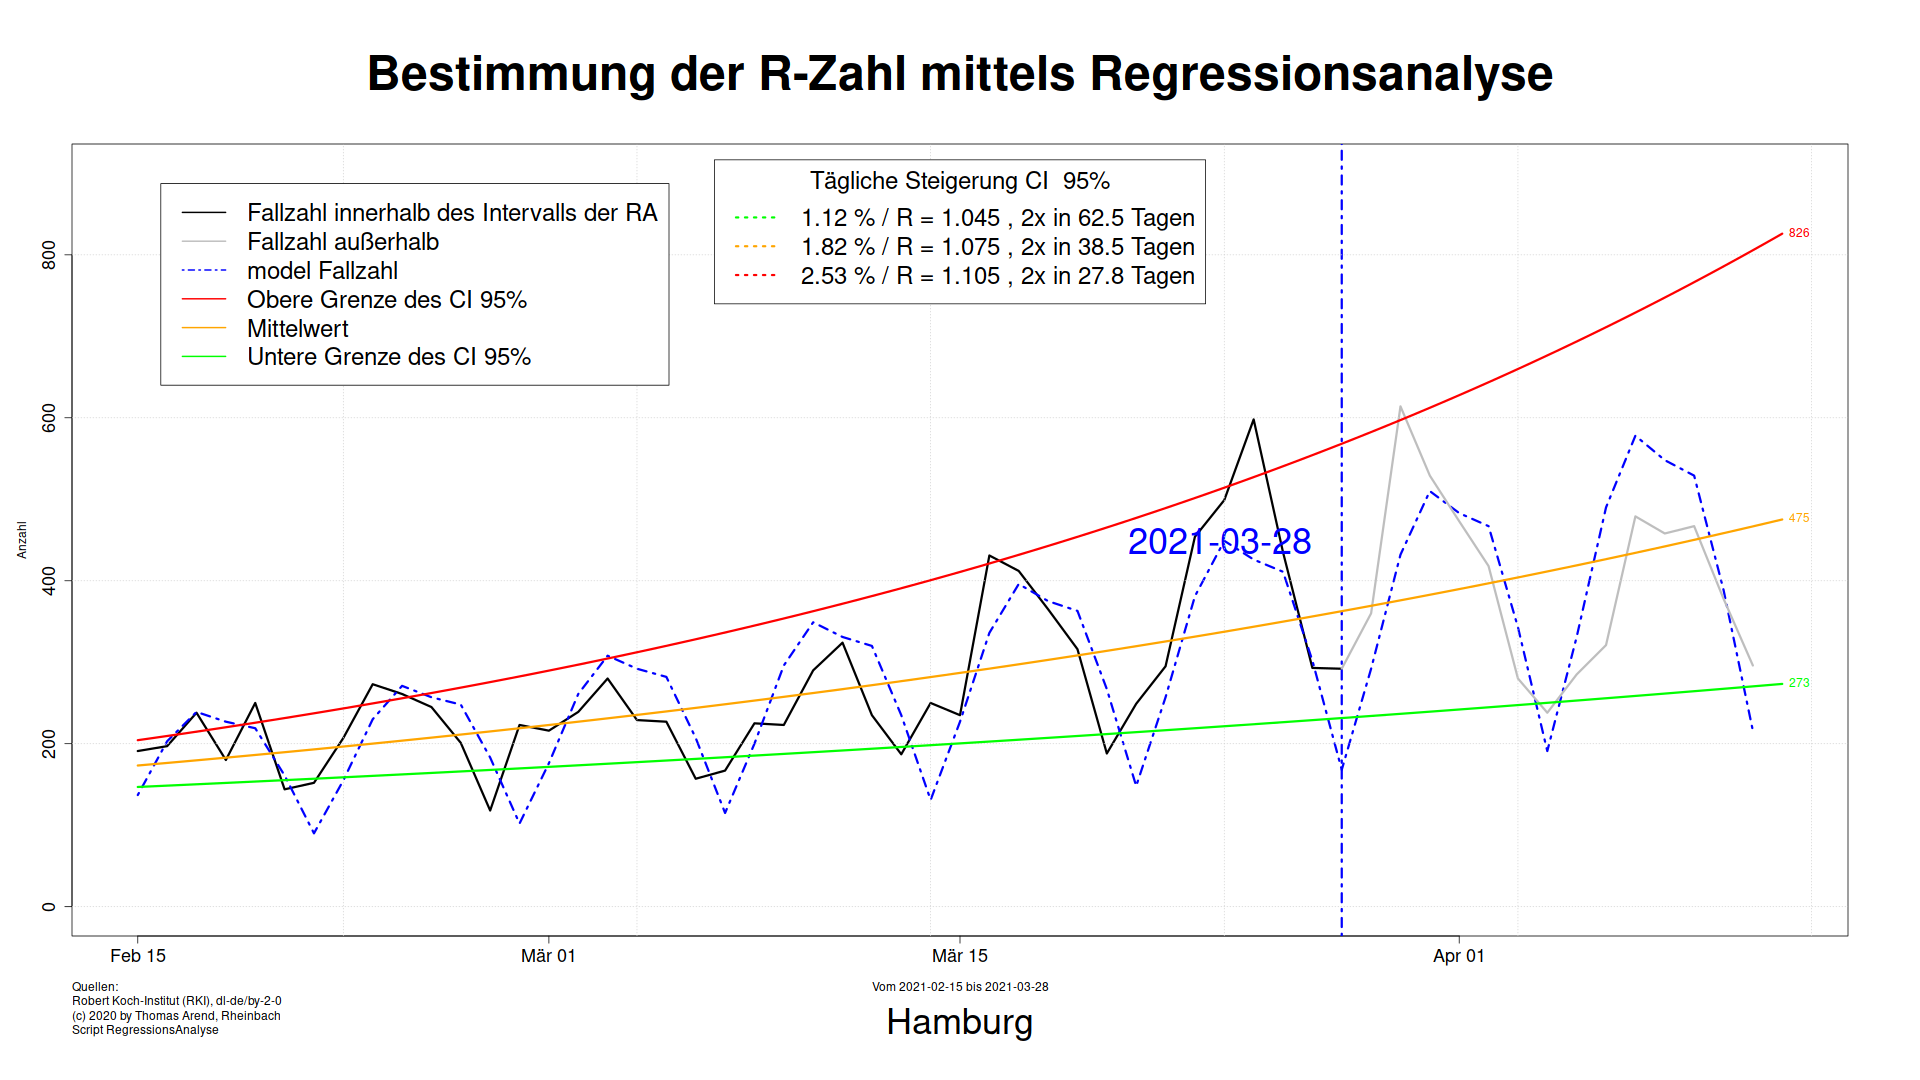 Bestimmung der R-Zahl mittels Regressionsanalyse
Fallzahl innerhalb des Intervalls der RA
Fallzahl außerhalb
model Fallzahl
Obere Grenze des CI 95%
Mittelwert
Untere Grenze des CI 95%
Tägliche Steigerung CI  95%
1.12 % / R = 1.045 , 2x in 62.5 Tagen
1.82 % / R = 1.075 , 2x in 38.5 Tagen
2.53 % / R = 1.105 , 2x in 27.8 Tagen
826
475
273
2021-03-28
Anzahl
800
600
400
200
0
Feb 15
Mär 01
Mär 15
Apr 01
Quellen:
Robert Koch-Institut (RKI), dl-de/by-2-0
(c) 2020 by Thomas Arend, Rheinbach
Script RegressionsAnalyse
Vom 2021-02-15 bis 2021-03-28
Hamburg